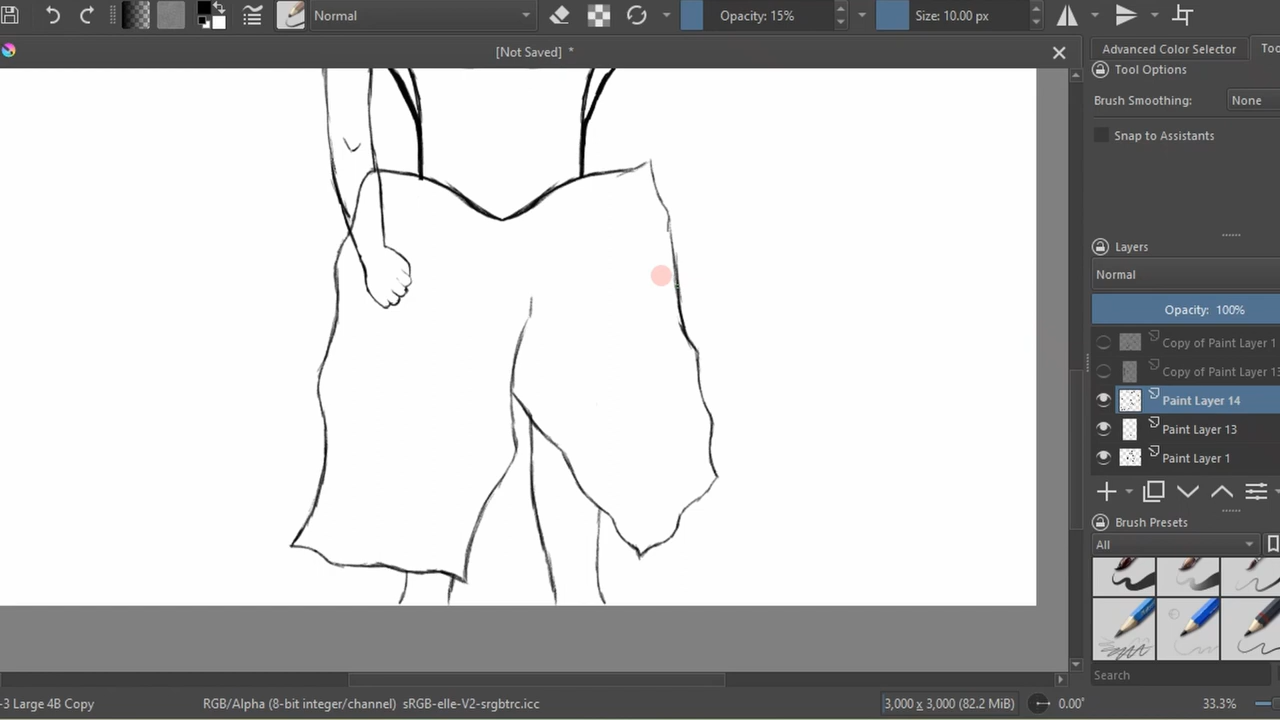 Normal
Opacity: 15%
Size: 10.00 px
[Not Saved] *
Advanced Color Selector
Too
Tool Options
Brush Smoothing:
None
Snap to Assistants
Layers
Normal
Opacity: 100%
Copy of Paint Layer 1
Copy of Paint Layer 13
Paint Layer 14
Paint Layer 13
Paint Layer 1
Brush Presets
All
Search
-3 Large 4B Copy
RGB/Alpha (8-bit integer/channel) sRGB-elle-V2-srgbtrc.icc
3,000 x 3,000 (82.2 MiB)
0.00°
33.3%